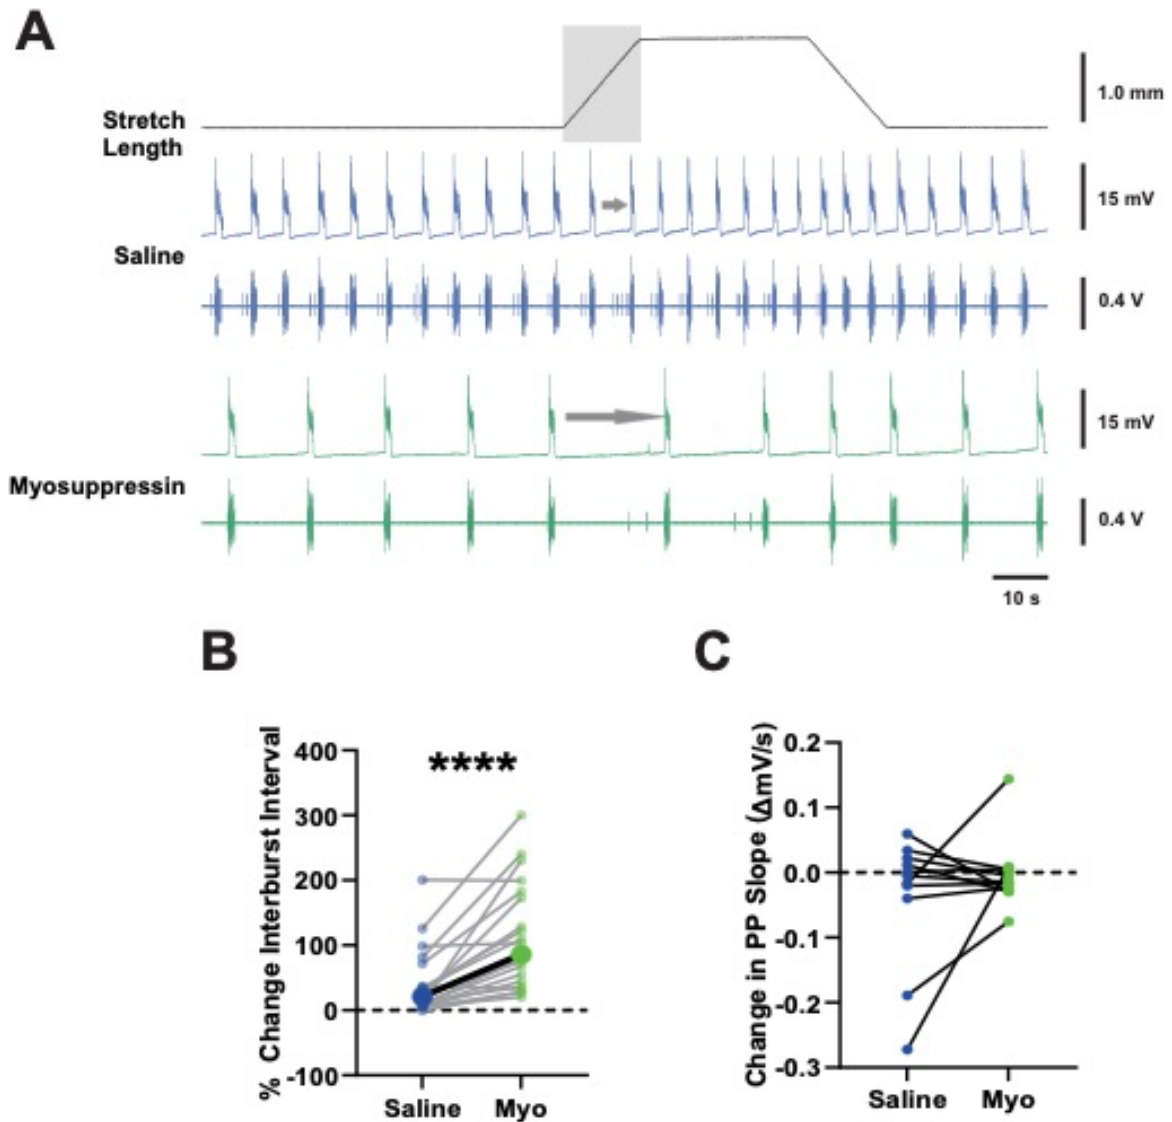 A
1.0 mm
Stretch
Length
15 mV
Saline
0.4 V
15 mV
Myosuppressin
0.4 V
10 s
B
C
% Change Interburst Interval
400
300
200
100
0
-100
****
Saline Myo
Change in PP Slope (ΔmV/s)
0.2
0.1
0.0
-0.1
-0.2
-0.3
Saline Myo